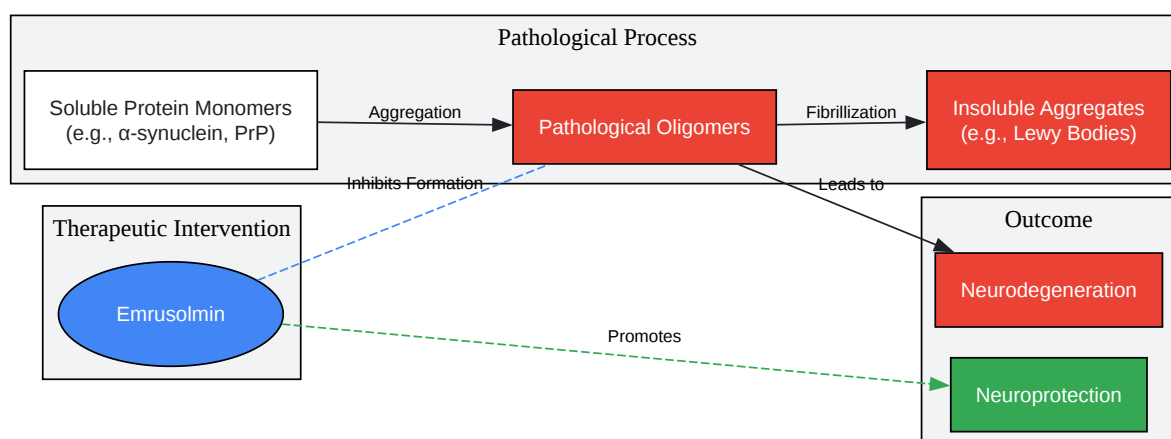 Pathological Process
Soluble Protein Monomers
(e.g., α-synuclein, PrP)
Aggregation
Pathological Oligomers
Fibrillization
Insoluble Aggregates
(e.g., Lewy Bodies)
Inhibits Formation
Leads to
Therapeutic Intervention
Emrusolmin
Outcome
Neurodegeneration
Promotes
Neuroprotection